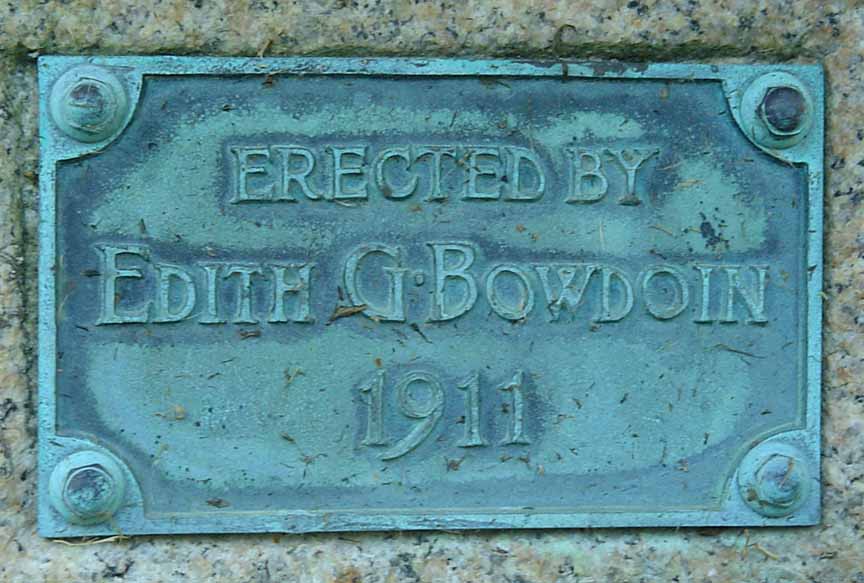 ERECTED BY
EDITH G·BOWDOIN
1911